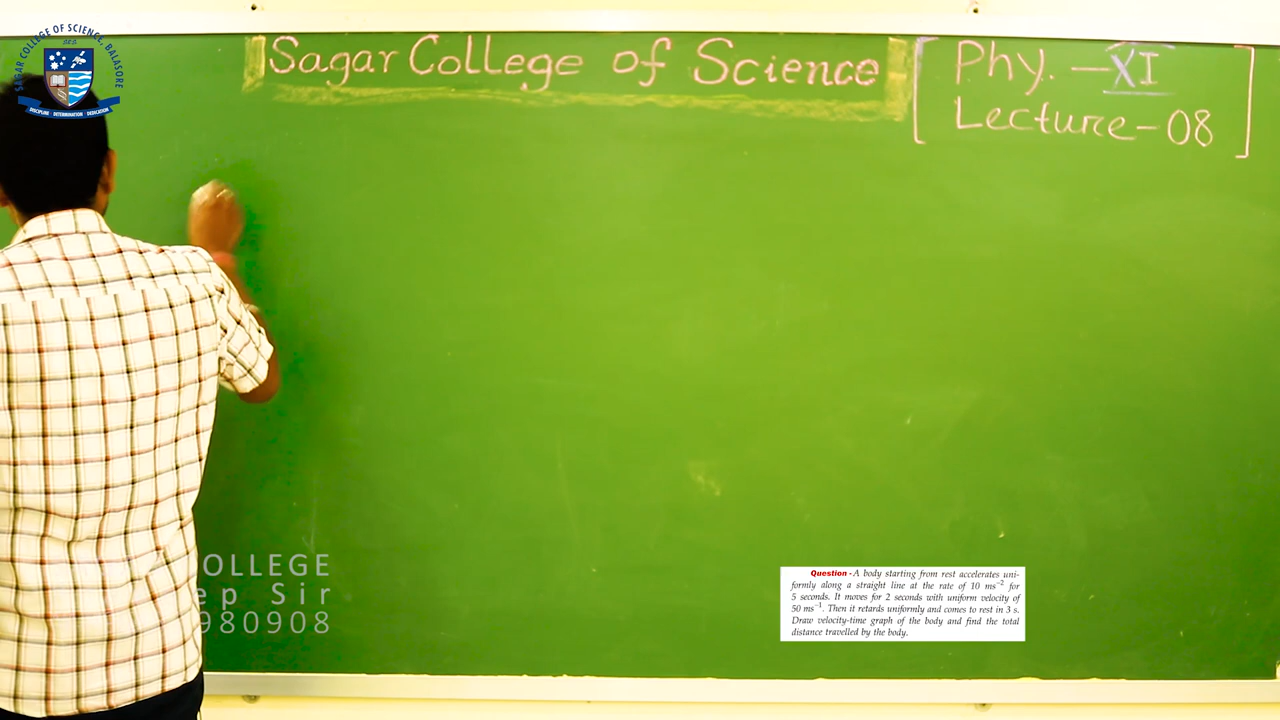 SAGAR COLLEGE OF SCIENCE, BALASORE
DISCIPLINE DETERMINATION DEDICATION
Sagar College of Science
Phy. - XI
Lecture - 08
OLLEGE
ep Sir
980908
Question - A body starting from rest accelerates uni-
formly along a straight line at the rate of 10 ms⁻² for
5 seconds. It moves for 2 seconds with uniform velocity of
50 ms⁻¹. Then it retards uniformly and comes to rest in 3 s.
Draw velocity-time graph of the body and find the total
distance travelled by the body.